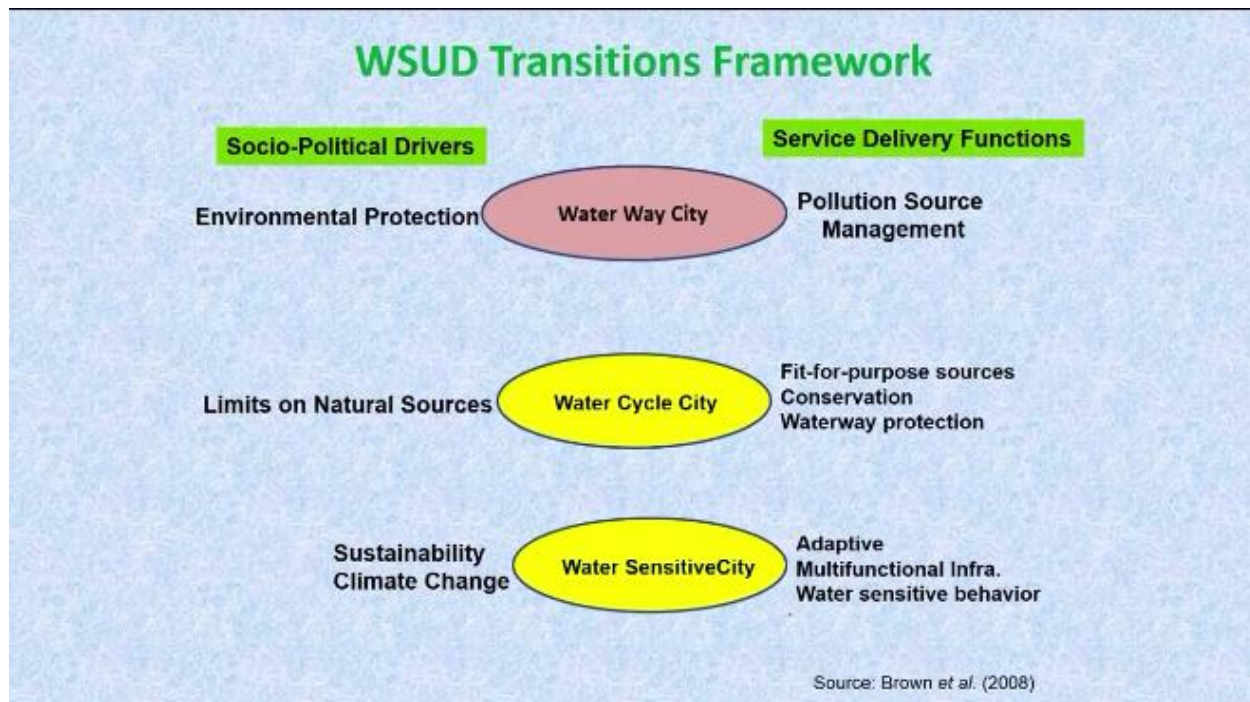 WSUD Transitions Framework
Socio-Political Drivers
Service Delivery Functions
Environmental Protection
Water Way City
Pollution Source
Management
Limits on Natural Sources
Water Cycle City
Fit-for-purpose sources
Conservation
Waterway protection
Sustainability
Climate Change
Water SensitiveCity
Adaptive
Multifunctional Infra.
Water sensitive behavior
Source: Brown et al. (2008)